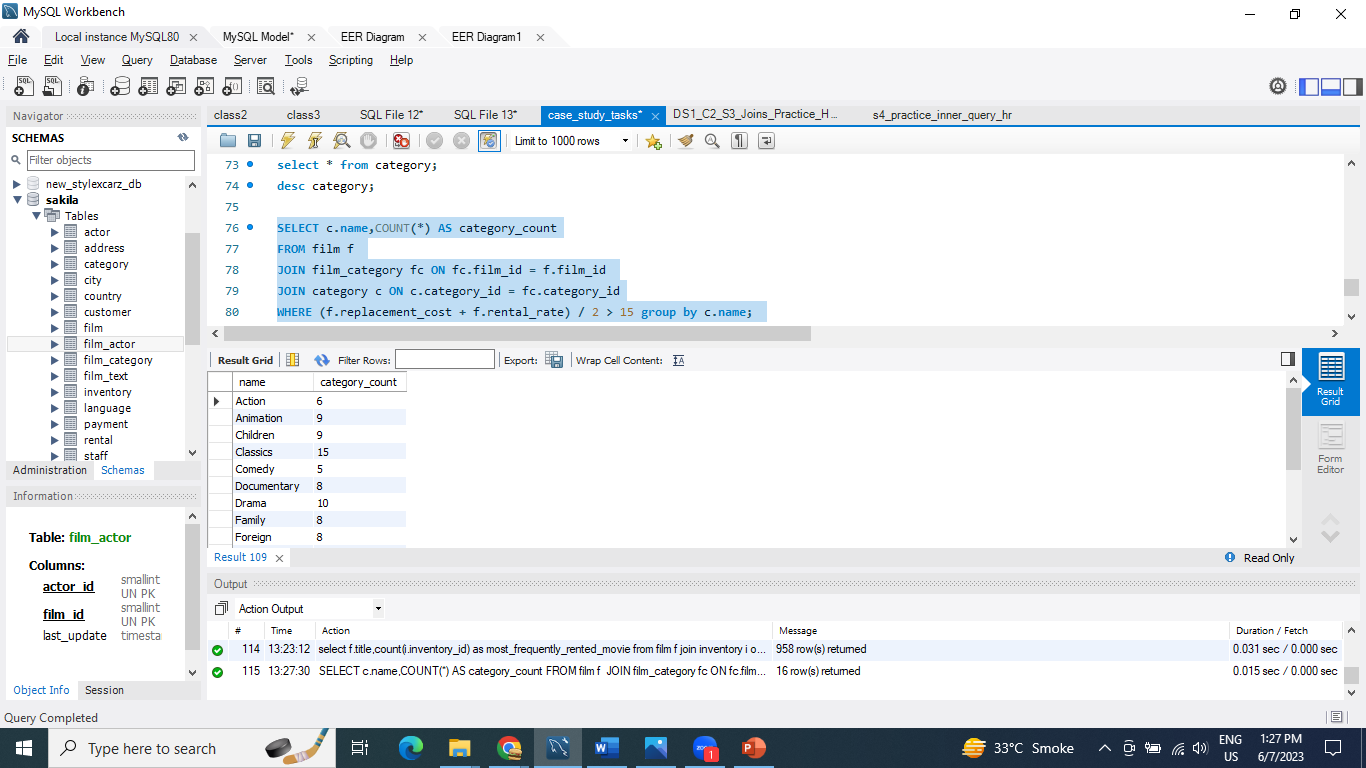 MySQL Workbench
Local instance MySQL80
MySQL Model*
EER Diagram
EER Diagram1
File Edit View Query Database Server Tools Scripting Help
Navigator
SCHEMAS
Filter objects
new_stylexcarz_db
sakila
Tables
actor
address
category
city
country
customer
film
film_actor
film_category
film_text
inventory
language
payment
rental
staff
Administration Schemas
Information
Table: film_actor
Columns:
actor_id smallint UN PK
film_id smallint UN PK
last_update timesta
Object Info Session
class2 class3 SQL File 12* SQL File 13* case_study_tasks* DS1_C2_S3_Joins_Practice_H... s4_practice_inner_query_hr
Limit to 1000 rows
73 select * from category;
74 desc category;
75
76 SELECT c.name,COUNT(*) AS category_count
77 FROM film f
78 JOIN film_category fc ON fc.film_id = f.film_id
79 JOIN category c ON c.category_id = fc.category_id
80 WHERE (f.replacement_cost + f.rental_rate) / 2 > 15 group by c.name;
Result Grid Filter Rows: Export: Wrap Cell Content:
name category_count
Action 6
Animation 9
Children 9
Classics 15
Comedy 5
Documentary 8
Drama 10
Family 8
Foreign 8
Result Grid
Form Editor
Result 109
Read Only
Output
Action Output
# Time Action Message Duration / Fetch
114 13:23:12 select f.title,count(i.inventory_id) as most_frequently_rented_movie from film f join inventory i o... 958 row(s) returned 0.031 sec / 0.000 sec
115 13:27:30 SELECT c.name,COUNT(*) AS category_count FROM film f JOIN film_category fc ON fc.film... 16 row(s) returned 0.015 sec / 0.000 sec
Query Completed
Type here to search
33°C Smoke
ENG
US
1:27 PM
6/7/2023